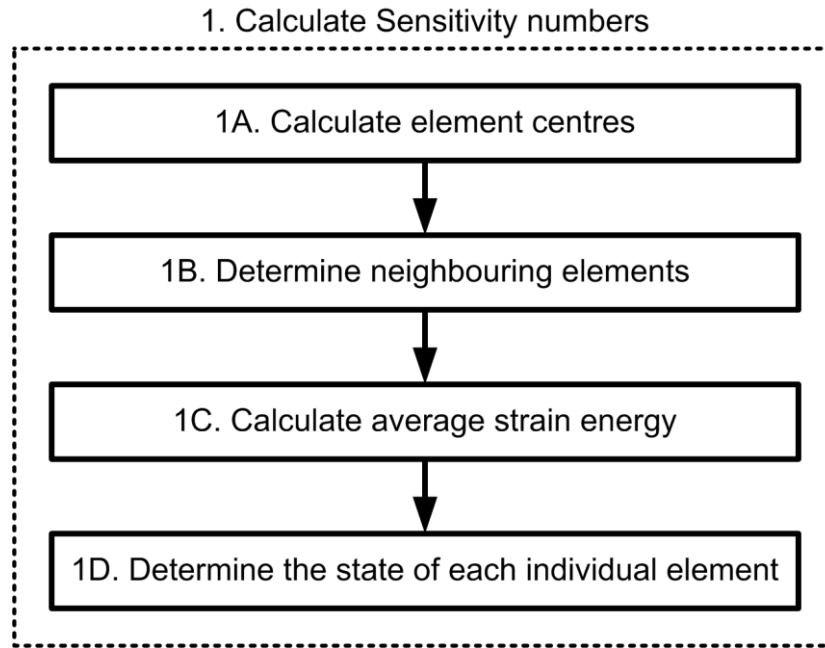 1. Calculate Sensitivity numbers
1A. Calculate element centres
1B. Determine neighbouring elements
1C. Calculate average strain energy
1D. Determine the state of each individual element